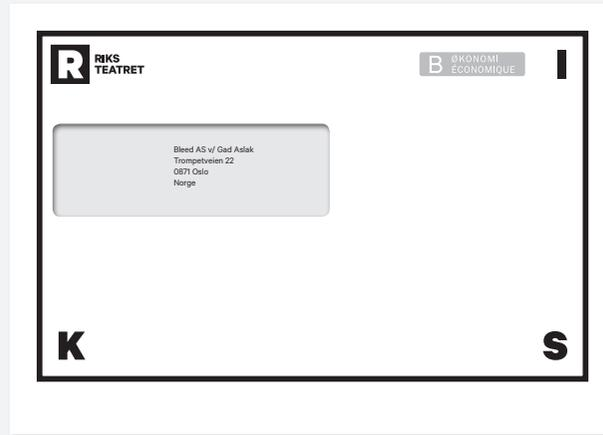 R
RIKS
TEATRET
B
ØKONOMI
ÉCONOMIQUE
I
Bleed AS v/ Gad Aslak
Trompetveien 22
0871 Oslo
Norge
K
S